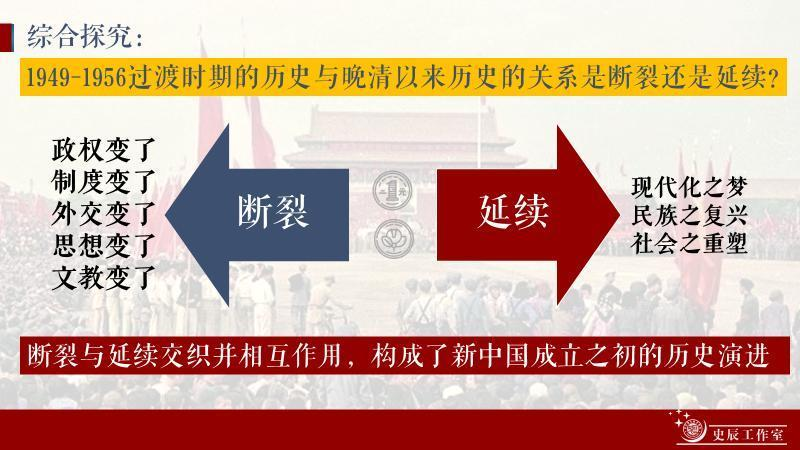 综合探究：
1949-1956过渡时期的历史与晚清以来历史的关系是断裂还是延续？
政权变了
制度变了
外交变了
思想变了
文教变了
断裂
延续
现代化之梦
民族之复兴
社会之重塑
断裂与延续交织并相互作用，构成了新中国成立之初的历史演进
史辰工作室